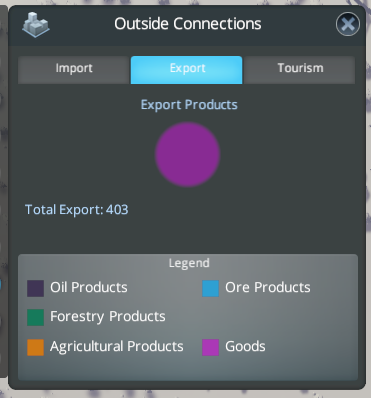 Outside Connections
Import Export Tourism
Export Products
Total Export: 403
Legend
Oil Products Ore Products
Forestry Products
Agricultural Products Goods